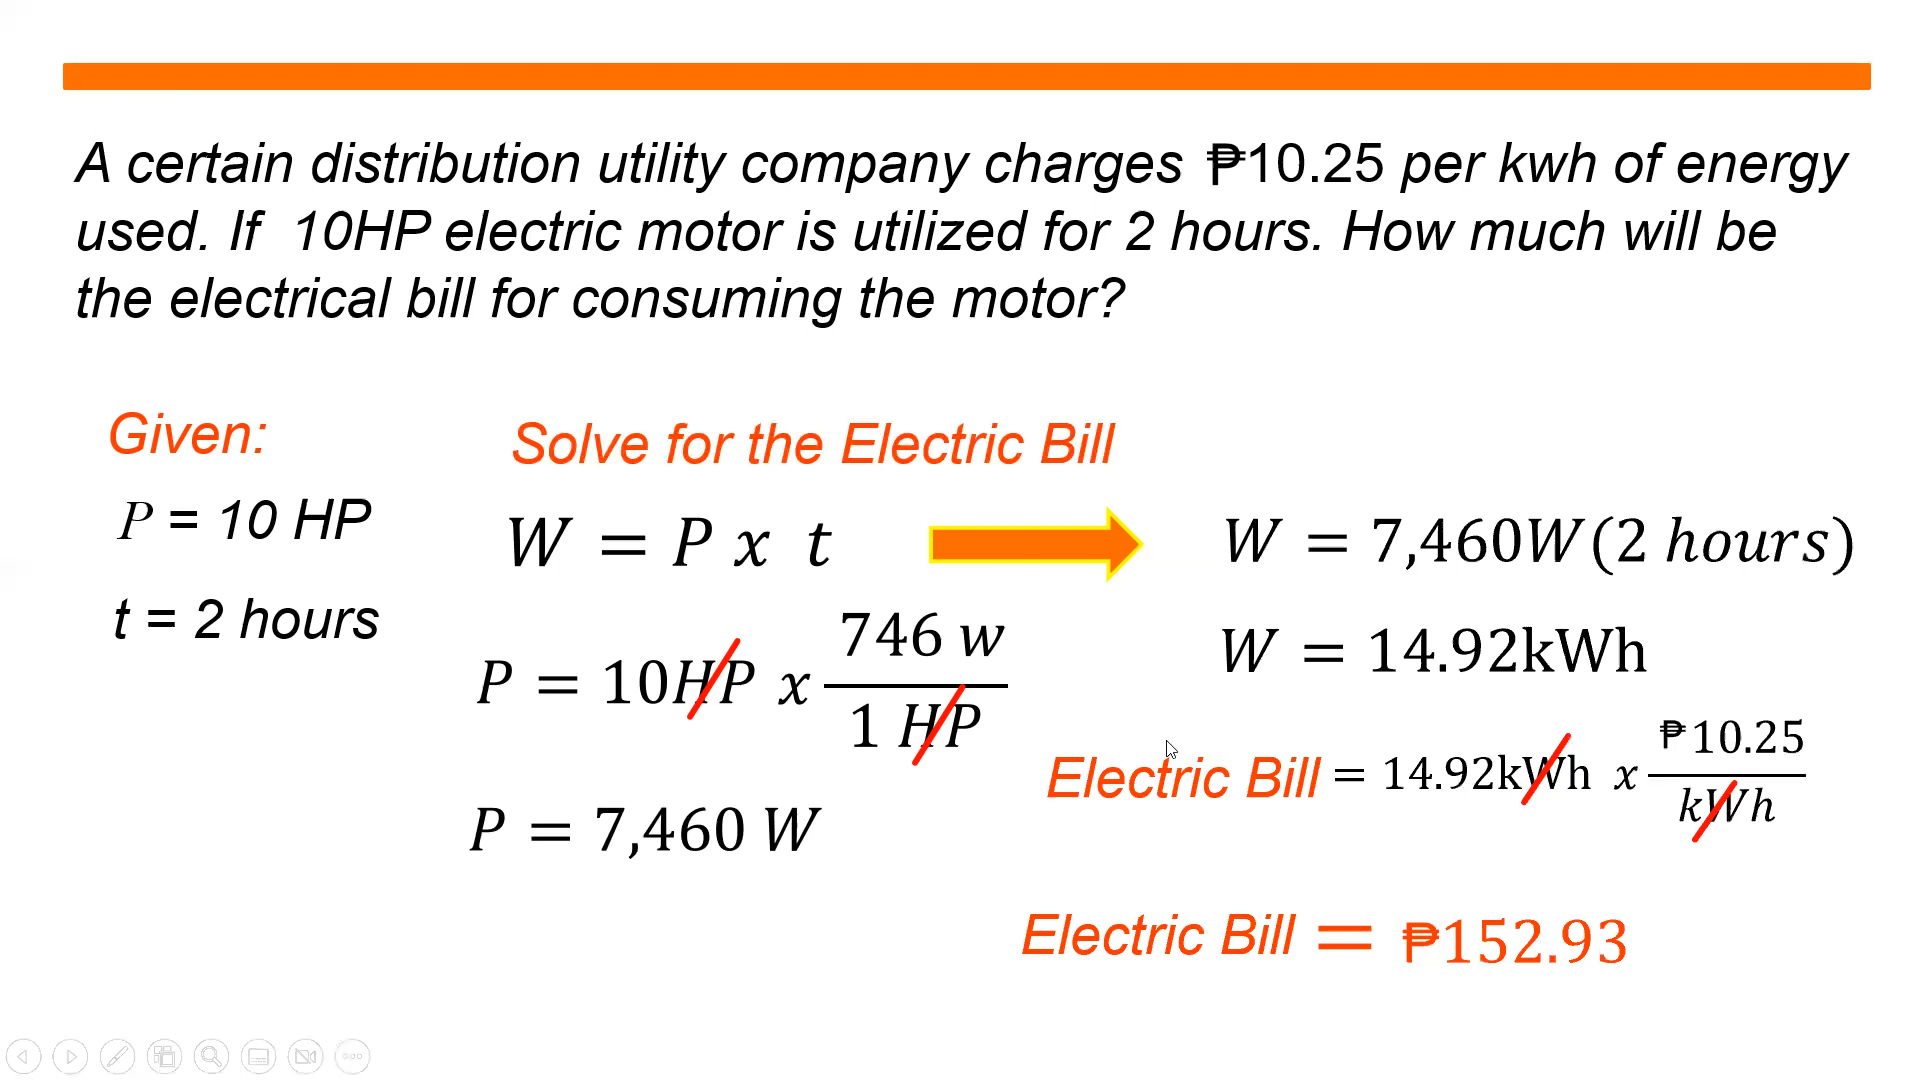 A certain distribution utility company charges ₱10.25 per kwh of energy
used. If 10HP electric motor is utilized for 2 hours. How much will be
the electrical bill for consuming the motor?
Given:
P = 10 HP
t = 2 hours
Solve for the Electric Bill
W = P x t
P = 10HP x 746 w / 1 HP
P = 7,460 W
W = 7,460W(2 hours)
W = 14.92kWh
Electric Bill = 14.92kWh x ₱10.25 / kWh
Electric Bill = ₱152.93